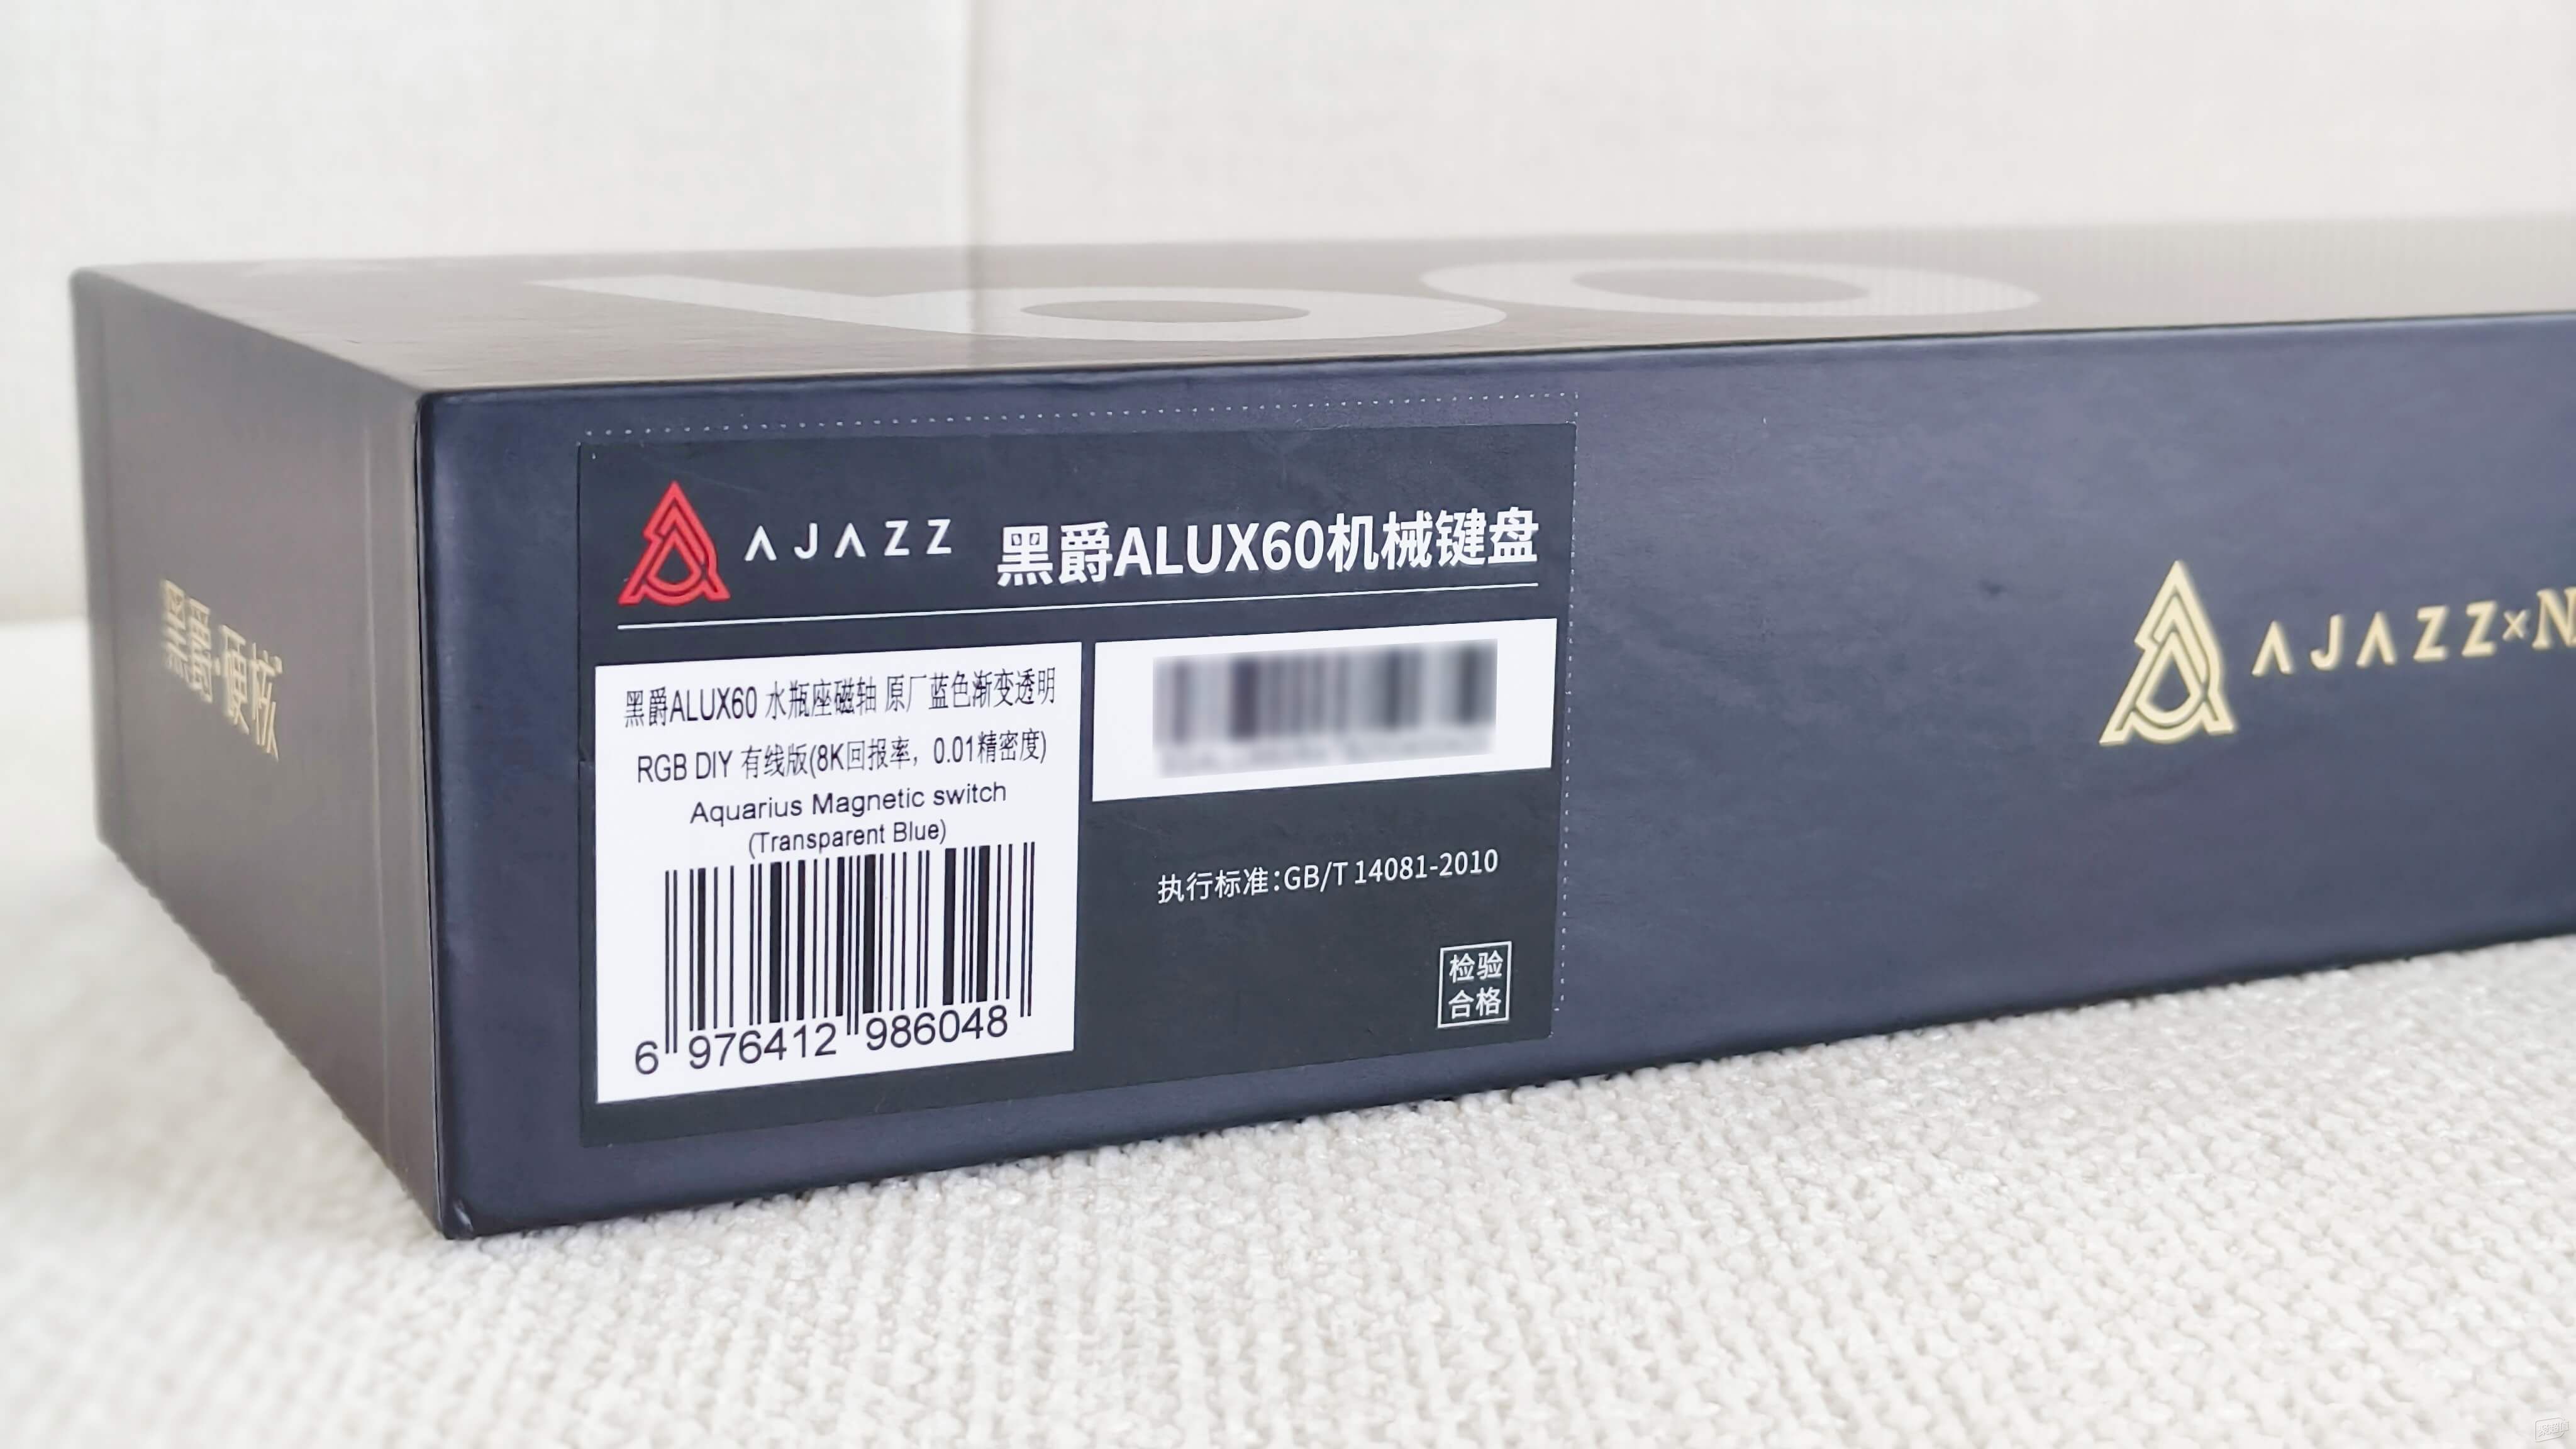 60
黑爵·硬核
AJAZZ 黑爵ALUX60机械键盘
黑爵ALUX60 水瓶座磁轴 原厂蓝色渐变透明
RGB DIY 有线版(8K回报率，0.01精密度)
Aquarius Magnetic switch
(Transparent Blue)
6 976412 986048
执行标准:GB/T 14081-2010
检验
合格
AJAZZ×N